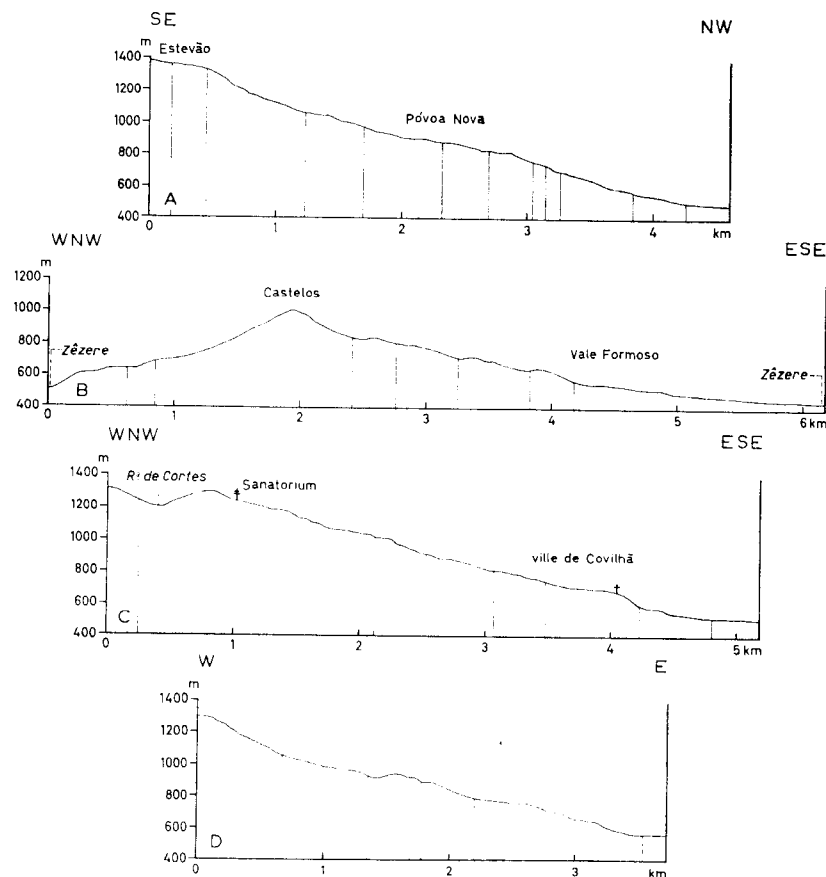 SE NW
m
1400 Estevão
1200
1000 Póvoa Nova
800
600
400 A
0 1 2 3 4 km
WNW ESE
m
1200
1000 Castelos
800
600 Zêzere Vale Formoso Zêzere
400 B
0 1 2 3 4 5 6 km
WNW ESE
m
1400 Rª de Cortes Sanatorium
1200
1000
800 ville de Covilhã
600
400 C
0 1 2 3 4 5 km
W E
m
1400
1200
1000
800
600
400 D
0 1 2 3 km